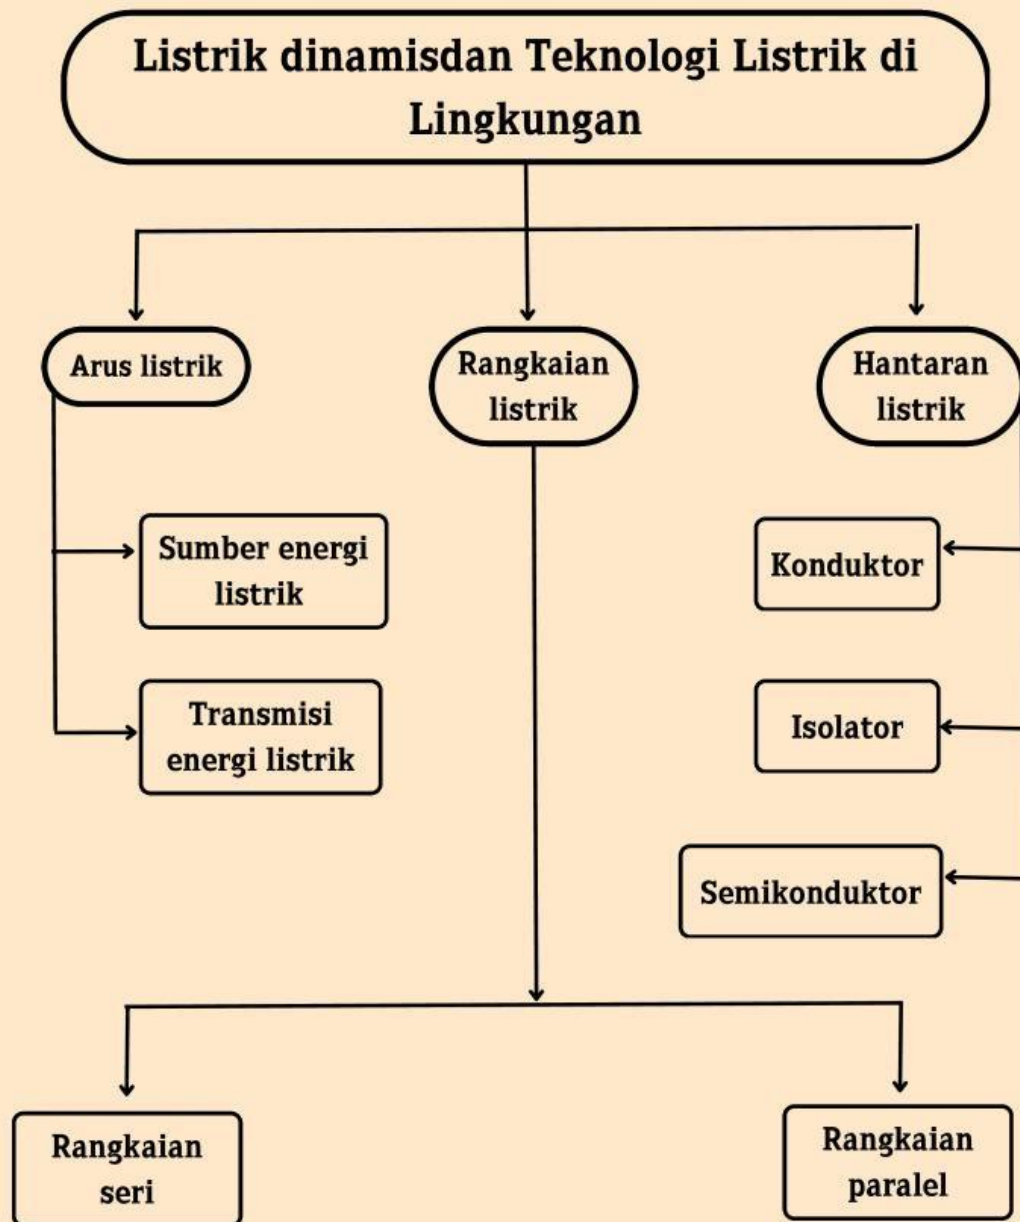 Listrik dinamisdan Teknologi Listrik di
Lingkungan
Arus listrik
Rangkaian
listrik
Hantaran
listrik
Sumber energi
listrik
Transmisi
energi listrik
Konduktor
Isolator
Semikonduktor
Rangkaian
seri
Rangkaian
paralel